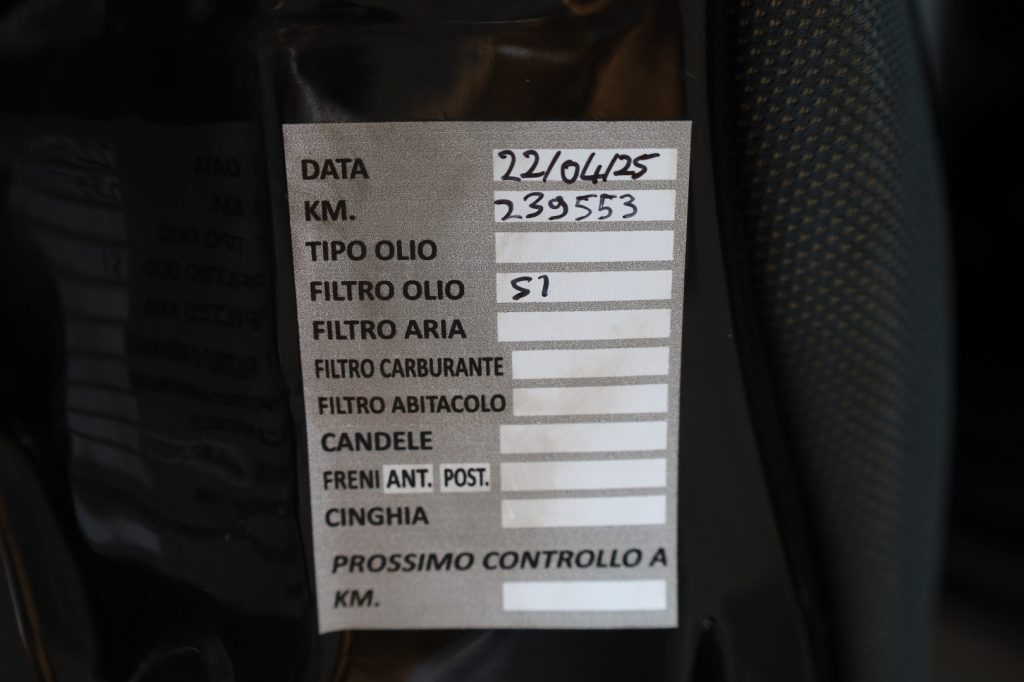 DATA 22/04/25
KM. 239553
TIPO OLIO
FILTRO OLIO SI
FILTRO ARIA
FILTRO CARBURANTE
FILTRO ABITACOLO
CANDELE
FRENI ANT. POST.
CINGHIA
PROSSIMO CONTROLLO A
KM.